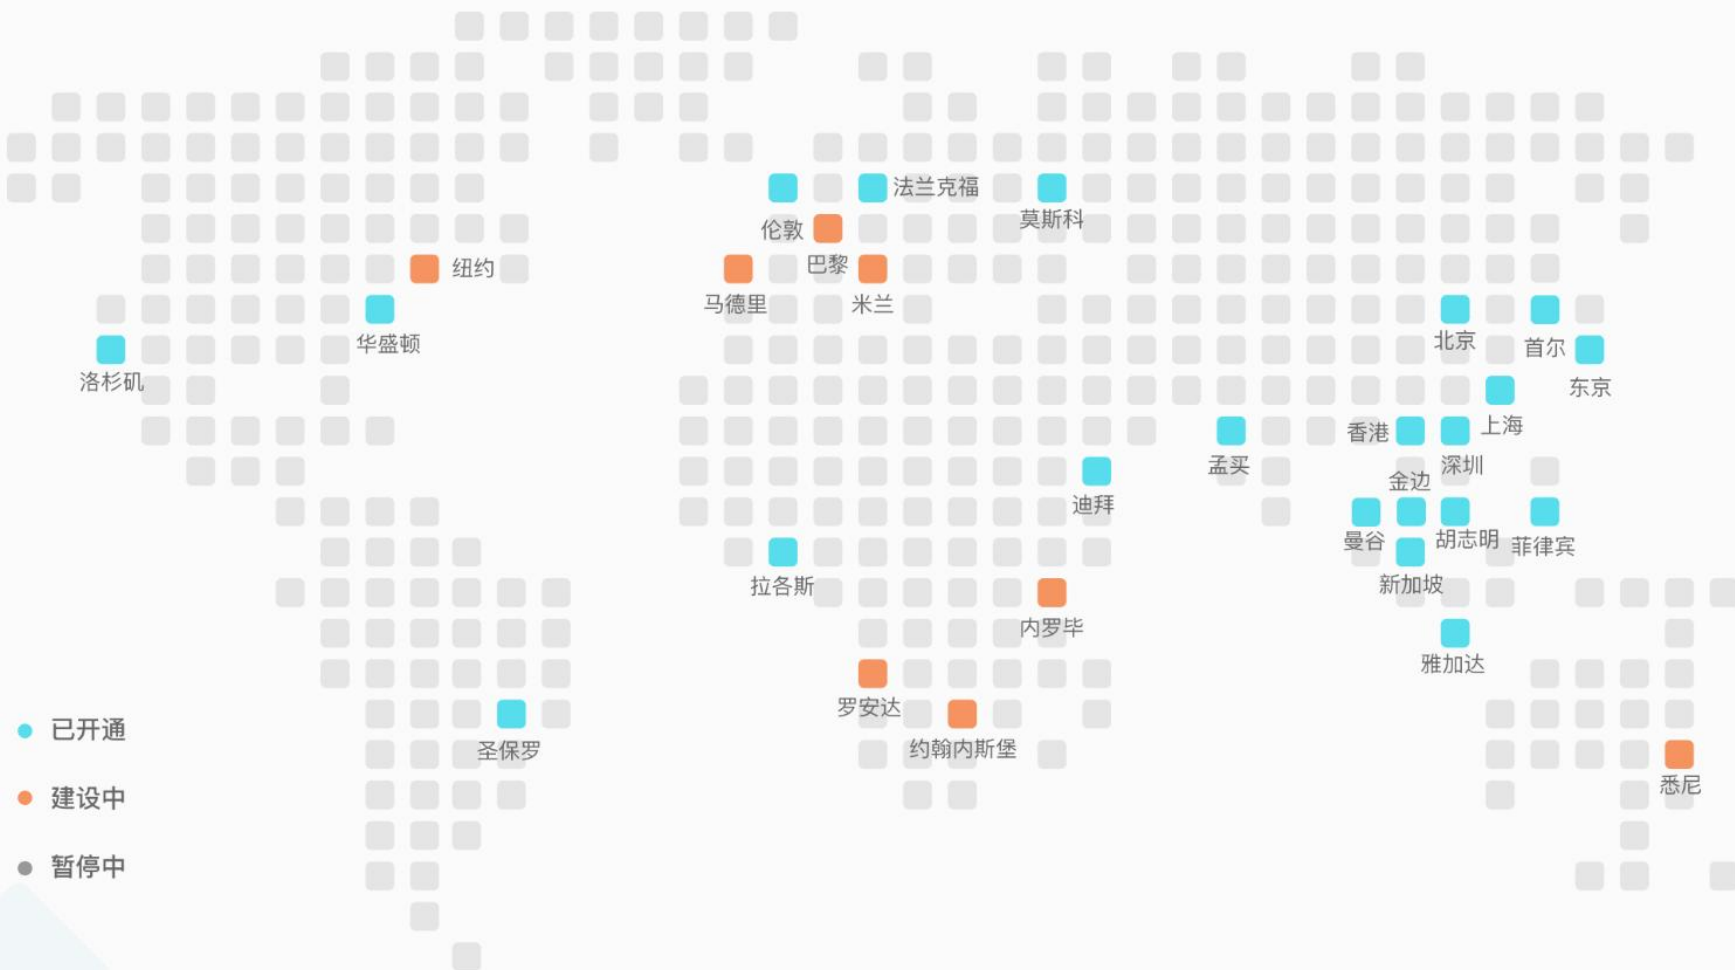 法兰克福
莫斯科
伦敦
巴黎
纽约
马德里
米兰
华盛顿
北京
首尔
洛杉矶
东京
上海
香港
孟买
深圳
金边
迪拜
曼谷
胡志明
菲律宾
拉各斯
新加坡
内罗毕
雅加达
罗安达
已开通
圣保罗
约翰内斯堡
悉尼
建设中
暂停中